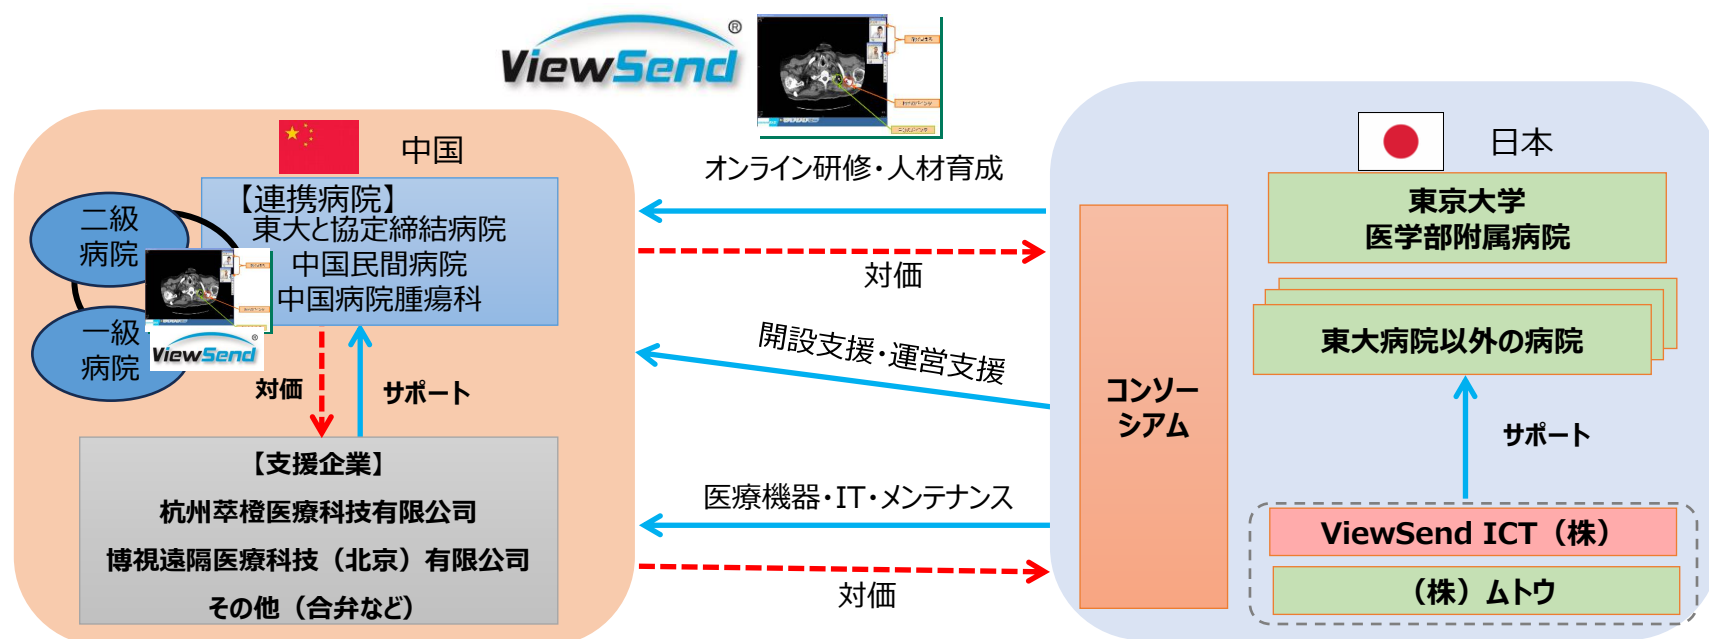 ViewSend®
中国
【連携病院】
東大と協定締結病院
中国民間病院
中国病院腫瘍科
二級
病院
一級
病院
ViewSend®
対価
サポート
【支援企業】
杭州萃橙医療科技有限公司
博視遠隔医療科技（北京）有限公司
その他（合弁など）
オンライン研修・人材育成
対価
開設支援・運営支援
医療機器・IT・メンテナンス
対価
日本
コンソー
シアム
東京大学
医学部附属病院
東大病院以外の病院
サポート
ViewSend ICT（株）
（株）ムトウ